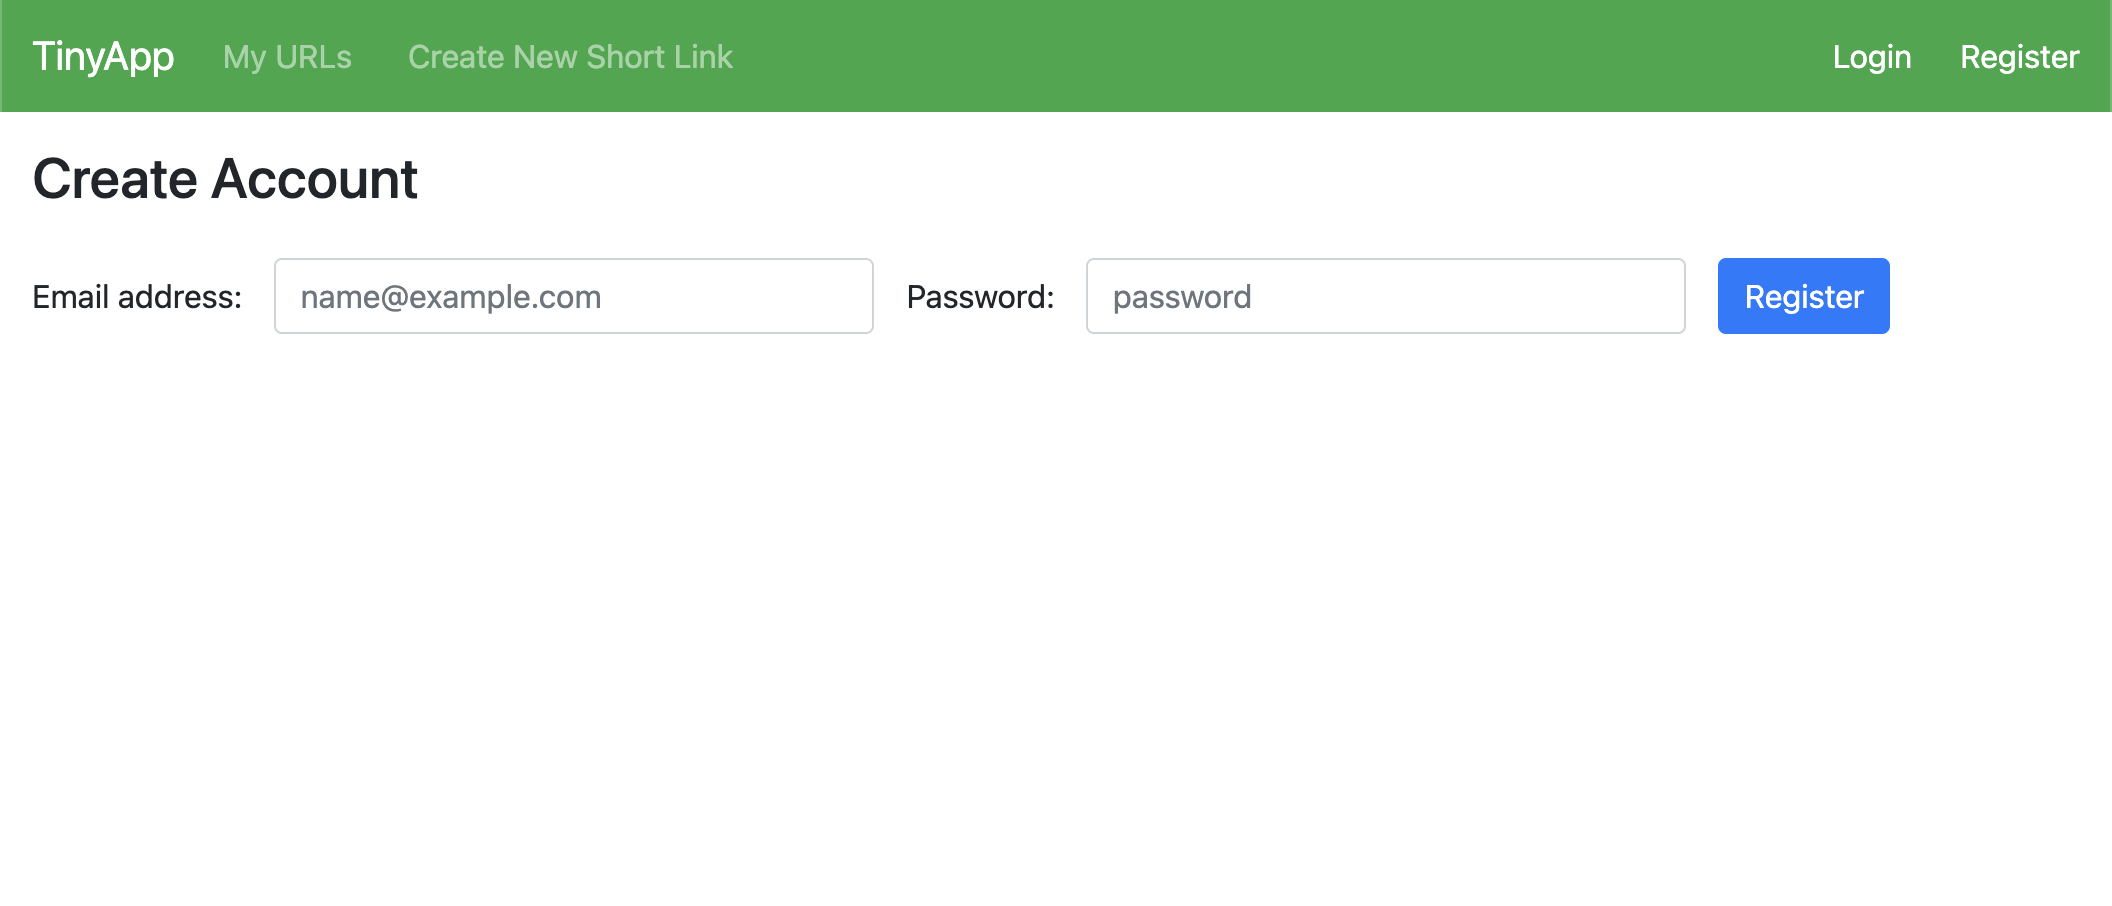 TinyApp My URLs Create New Short Link Login Register
Create Account
Email address: name@example.com Password: password Register